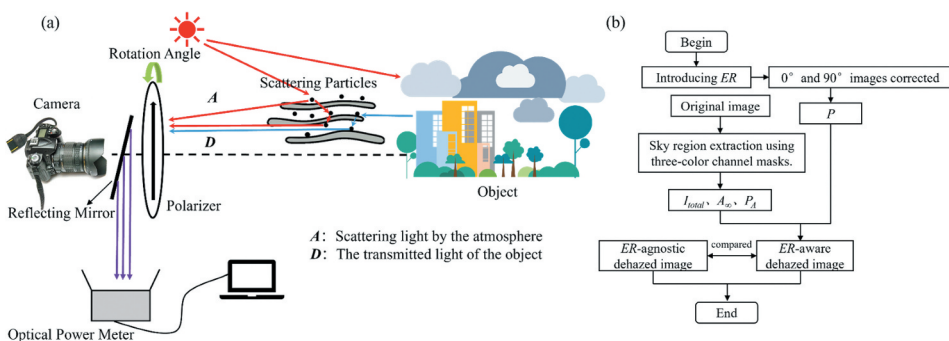 (a)
Rotation Angle
Camera
A
Scattering Particles
D
Reflecting Mirror
Polarizer
Object
A: Scattering light by the atmosphere
D: The transmitted light of the object
Optical Power Meter
(b)
Begin
Introducing ER
0° and 90° images corrected
Original image
P
Sky region extraction using
three-color channel masks.
I_total、A_∞、P_A
ER-agnostic
dehazed image
compared
ER-aware
dehazed image
End